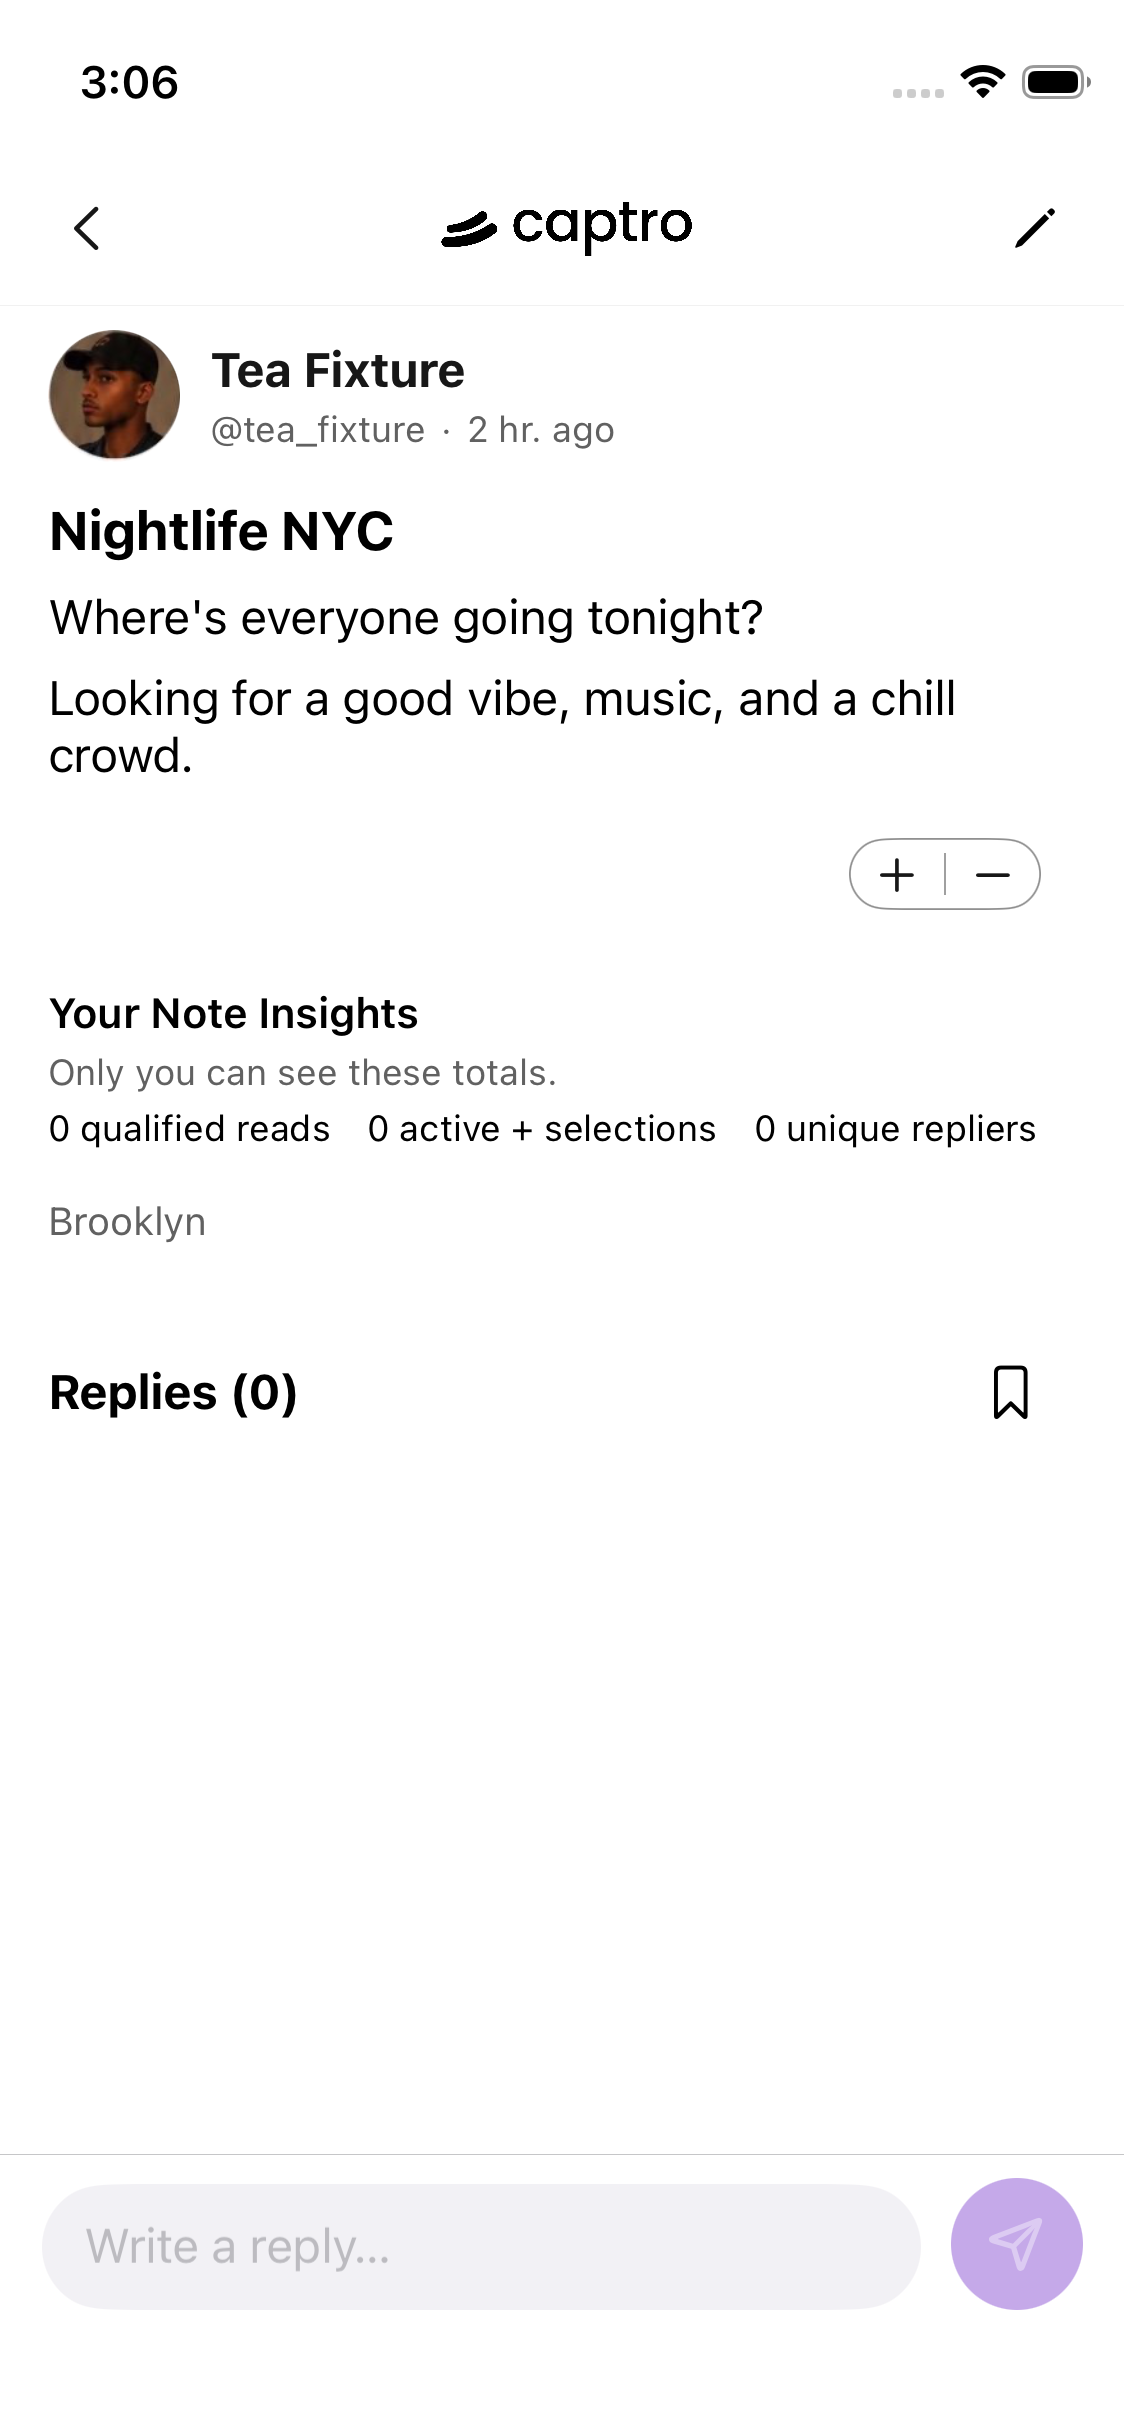 3:06
captro
Tea Fixture
@tea_fixture · 2 hr. ago
Nightlife NYC
Where's everyone going tonight?
Looking for a good vibe, music, and a chill
crowd.
+ | −
Your Note Insights
Only you can see these totals.
0 qualified reads 0 active + selections 0 unique repliers
Brooklyn
Replies (0)
Write a reply...